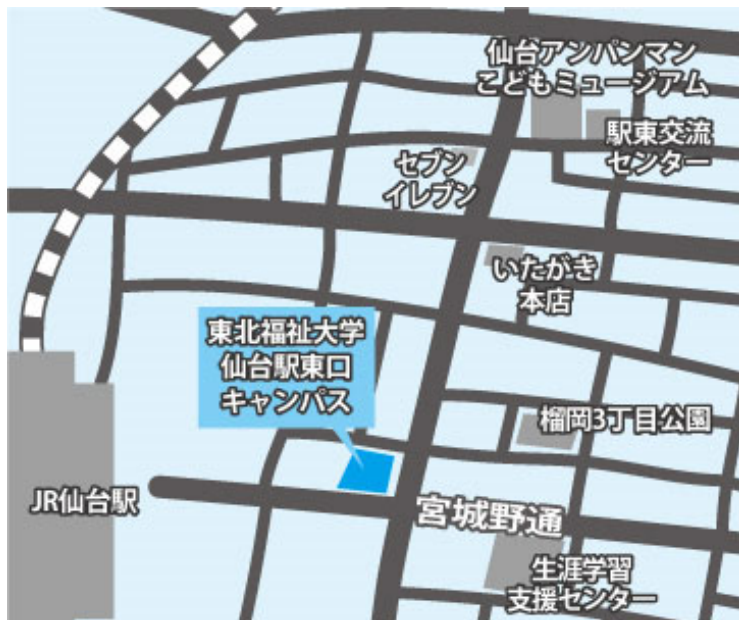 仙台アンパンマン
こどもミュージアム
駅東交流
センター
セブン
イレブン
いたがき
本店
東北福祉大学
仙台駅東口
キャンパス
榴岡3丁目公園
JR仙台駅
宮城野通
生涯学習
支援センター